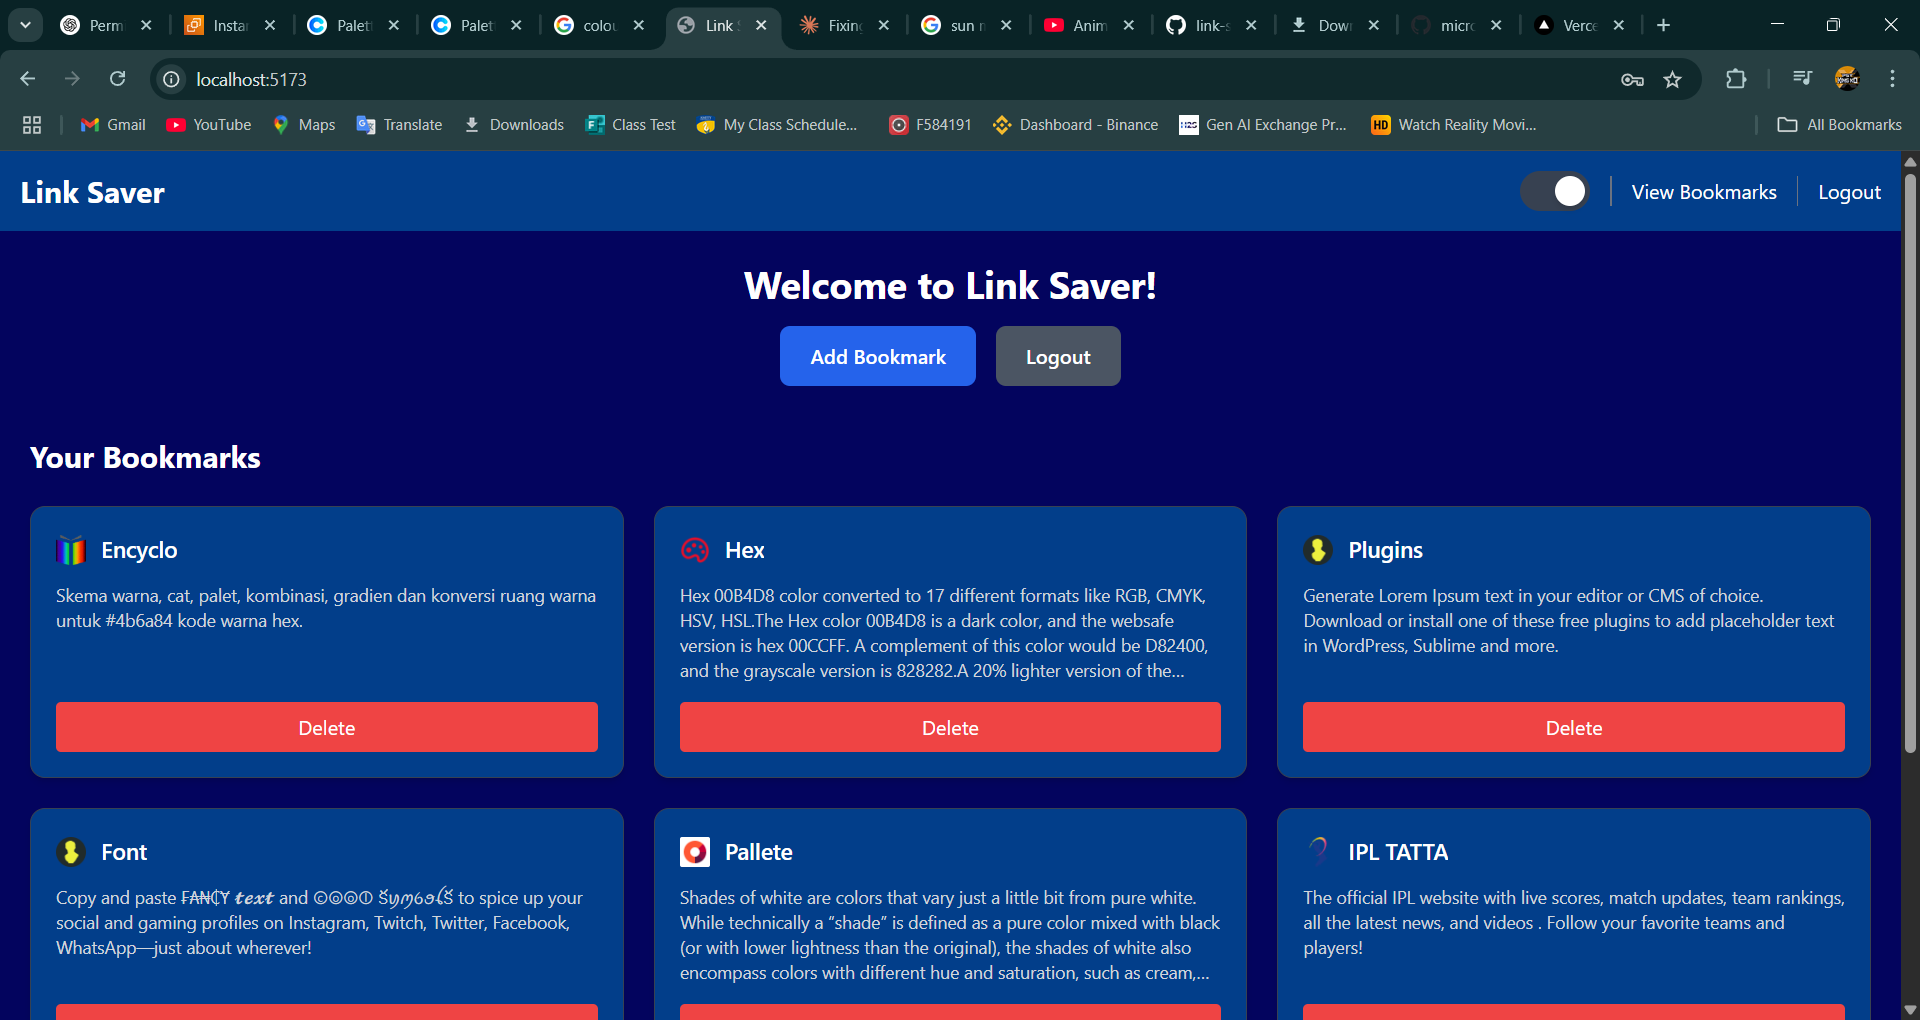 Perm
Instar
Palet
Palet
colou
Link S
Fixing
sun r
Anim
link-s
Down
micro
Verce
localhost:5173
Gmail
YouTube
Maps
Translate
Downloads
Class Test
My Class Schedule...
F584191
Dashboard - Binance
Gen AI Exchange Pr...
HD Watch Reality Movi...
All Bookmarks
Link Saver
View Bookmarks
Logout
Welcome to Link Saver!
Add Bookmark
Logout
Your Bookmarks
Encyclo
Skema warna, cat, palet, kombinasi, gradien dan konversi ruang warna
untuk #4b6a84 kode warna hex.
Delete
Hex
Hex 00B4D8 color converted to 17 different formats like RGB, CMYK,
HSV, HSL.The Hex color 00B4D8 is a dark color, and the websafe
version is hex 00CCFF. A complement of this color would be D82400,
and the grayscale version is 828282.A 20% lighter version of the...
Delete
Plugins
Generate Lorem Ipsum text in your editor or CMS of choice.
Download or install one of these free plugins to add placeholder text
in WordPress, Sublime and more.
Delete
Font
Copy and paste ₣₳₦₵Ɏ 𝓽𝓮𝔁𝓽 and to spice up your
social and gaming profiles on Instagram, Twitch, Twitter, Facebook,
WhatsApp—just about wherever!
Pallete
Shades of white are colors that vary just a little bit from pure white.
While technically a “shade” is defined as a pure color mixed with black
(or with lower lightness than the original), the shades of white also
encompass colors with different hue and saturation, such as cream,...
IPL TATTA
The official IPL website with live scores, match updates, team rankings,
all the latest news, and videos . Follow your favorite teams and
players!